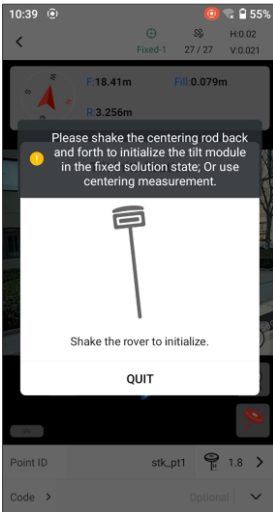 10:39
55%
Fixed-1
27 / 27
H:0.02
V:0.021
F:18.41m
Fill:0.079m
R:3.256m
Please shake the centering rod back
and forth to initialize the tilt module
in the fixed solution state; Or use
centering measurement.
Shake the rover to initialize.
QUIT
Point ID
stk_pt1
1.8
Code
Optional